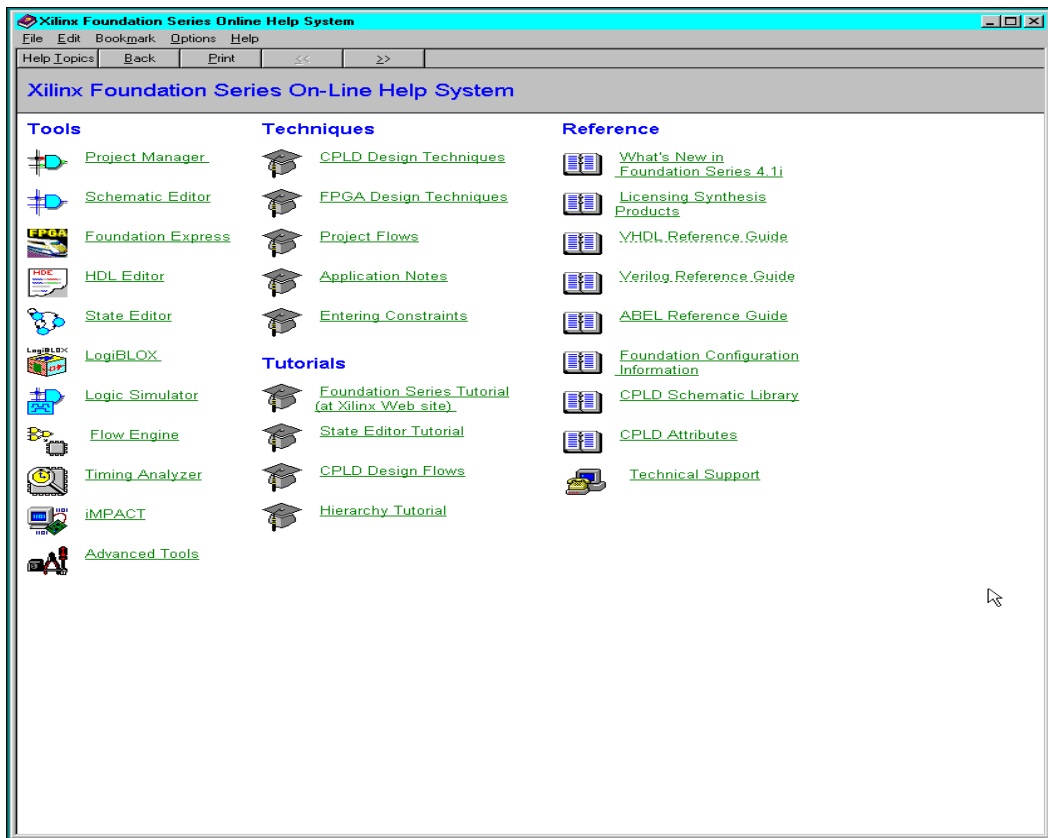 Xilinx Foundation Series Online Help System
File Edit Bookmark Options Help
Help Topics Back Print << >>
Xilinx Foundation Series On-Line Help System
Tools
Project Manager
Schematic Editor
FPGA
Foundation Express
HDE
HDL Editor
State Editor
LogiBLOX
LogiBLOX
Logic Simulator
Flow Engine
Timing Analyzer
iMPACT
Advanced Tools
Techniques
CPLD Design Techniques
FPGA Design Techniques
Project Flows
Application Notes
Entering Constraints
Tutorials
Foundation Series Tutorial
(at Xilinx Web site)
State Editor Tutorial
CPLD Design Flows
Hierarchy Tutorial
Reference
What's New in
Foundation Series 4.1i
Licensing Synthesis
Products
VHDL Reference Guide
Verilog Reference Guide
ABEL Reference Guide
Foundation Configuration
Information
CPLD Schematic Library
CPLD Attributes
Technical Support